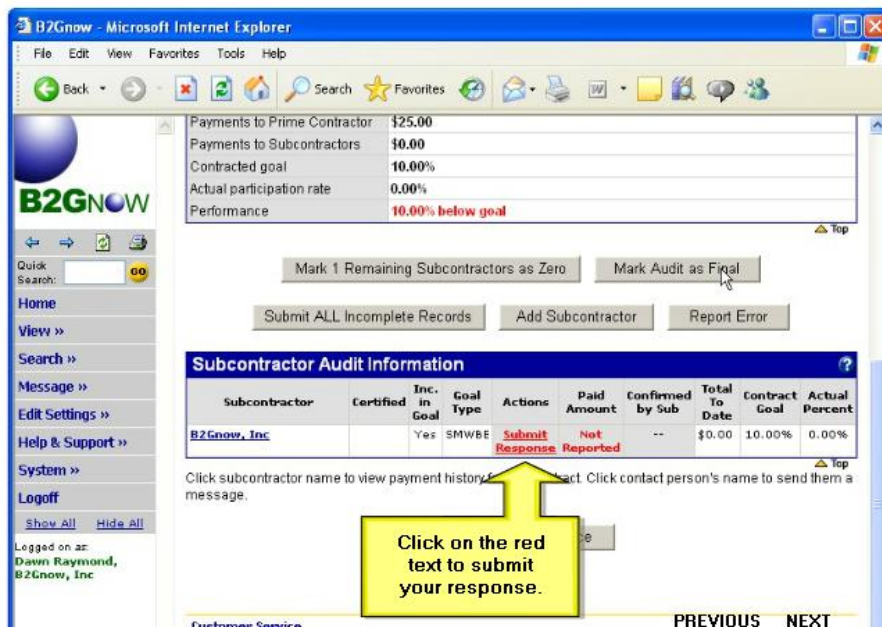 B2Gnow - Microsoft Internet Explorer
File Edit View Favorites Tools Help
Back Search Favorites
B2GNOW
Quick Search: GO
Home
View »
Search »
Message »
Edit Settings »
Help & Support »
System »
Logoff
Show All Hide All
Logged on as:
Dawn Raymond,
B2Gnow, Inc
Payments to Prime Contractor $25.00
Payments to Subcontractors $0.00
Contracted goal 10.00%
Actual participation rate 0.00%
Performance 10.00% below goal
Top
Mark 1 Remaining Subcontractors as Zero Mark Audit as Final
Submit ALL Incomplete Records Add Subcontractor Report Error
Subcontractor Audit Information ?
Subcontractor Certified Inc. in Goal Goal Type Actions Paid Amount Confirmed by Sub Total To Date Contract Goal Actual Percent
B2Gnow, Inc Yes SMWBE Submit Response Not Reported -- $0.00 10.00% 0.00%
Top
Click subcontractor name to view payment history Click contact person's name to send them a
message.
Click on the red
text to submit
your response.
Customer Service
PREVIOUS NEXT